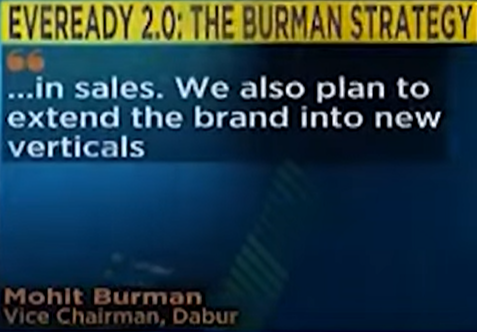 EVEREADY 2.0: THE BURMAN STRATEGY
“
...in sales. We also plan to
extend the brand into new
verticals
Mohit Burman
Vice Chairman, Dabur